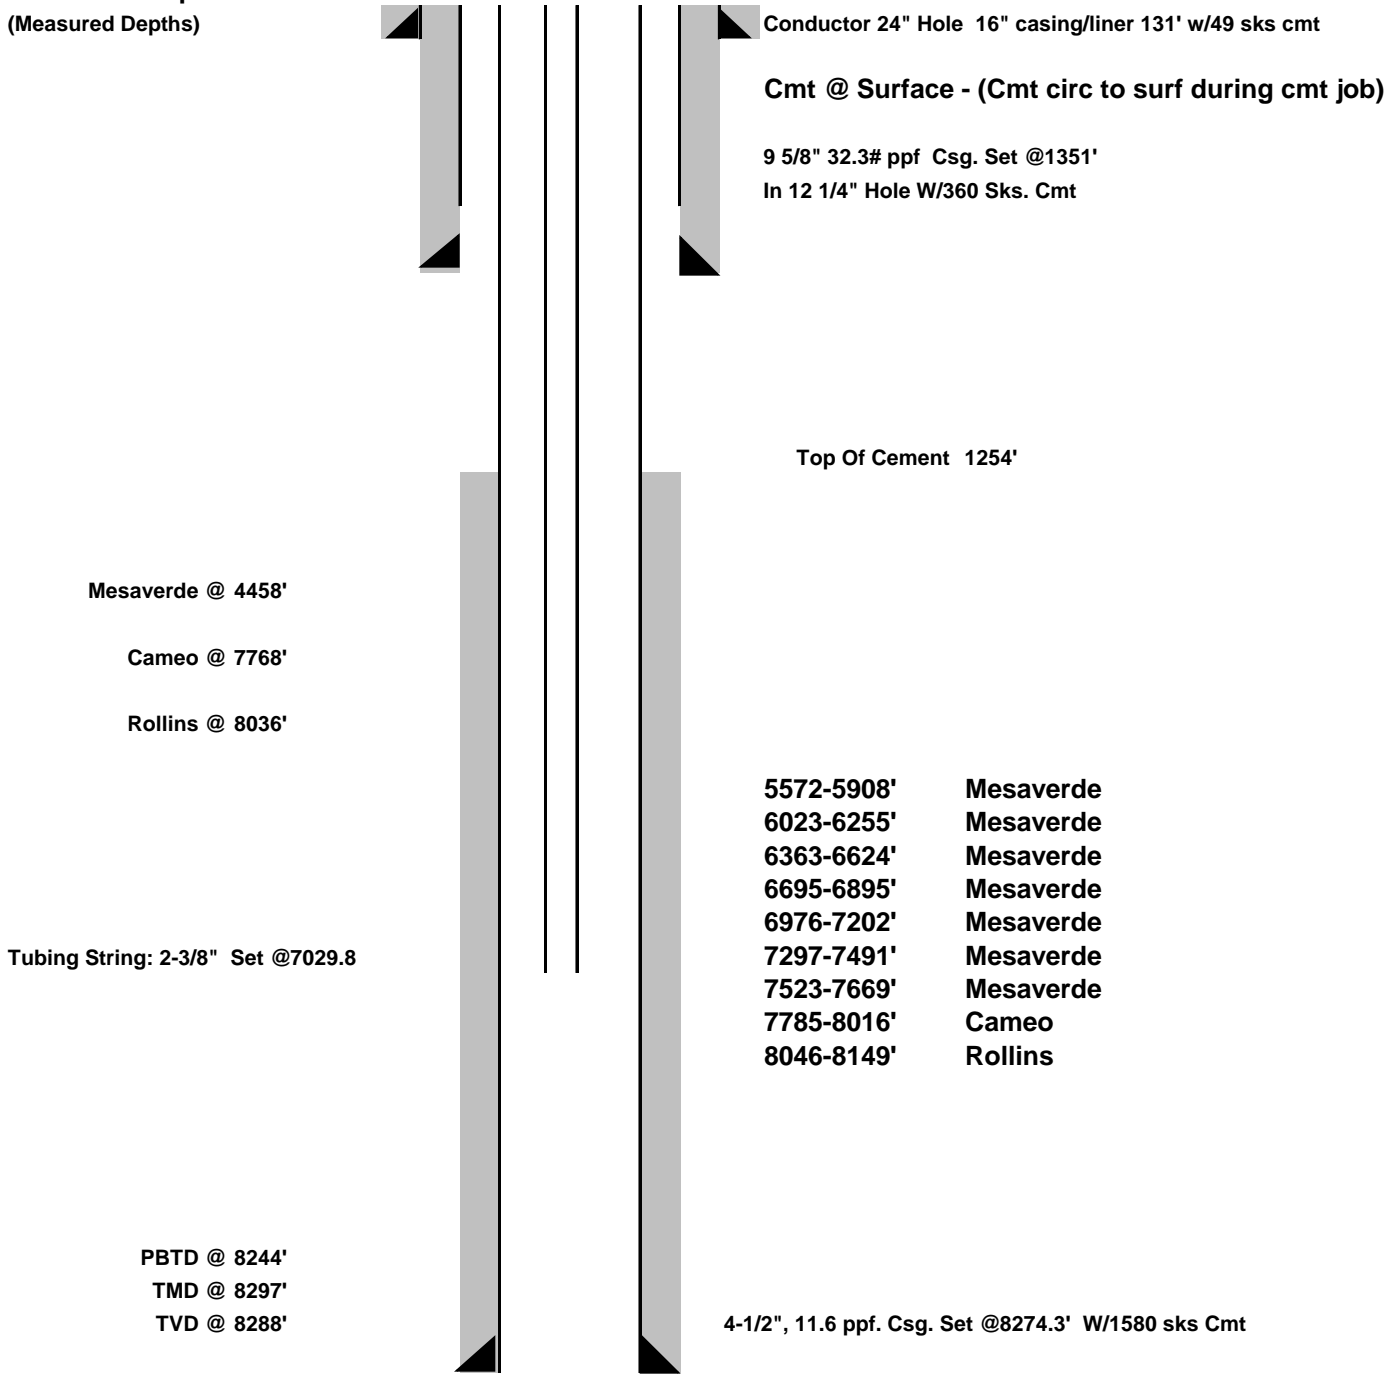 (Measured Depths)
Conductor 24" Hole 16" casing/liner 131' w/49 sks cmt
Cmt @ Surface - (Cmt circ to surf during cmt job)
9 5/8" 32.3# ppf Csg. Set @1351'
In 12 1/4" Hole W/360 Sks. Cmt
Top Of Cement 1254'
Mesaverde @ 4458'
Cameo @ 7768'
Rollins @ 8036'
5572-5908' Mesaverde
6023-6255' Mesaverde
6363-6624' Mesaverde
6695-6895' Mesaverde
6976-7202' Mesaverde
Tubing String: 2-3/8" Set @7029.8
7297-7491' Mesaverde
7523-7669' Mesaverde
7785-8016' Cameo
8046-8149' Rollins
PBTD @ 8244'
TMD @ 8297'
TVD @ 8288'
4-1/2", 11.6 ppf. Csg. Set @8274.3' W/1580 sks Cmt